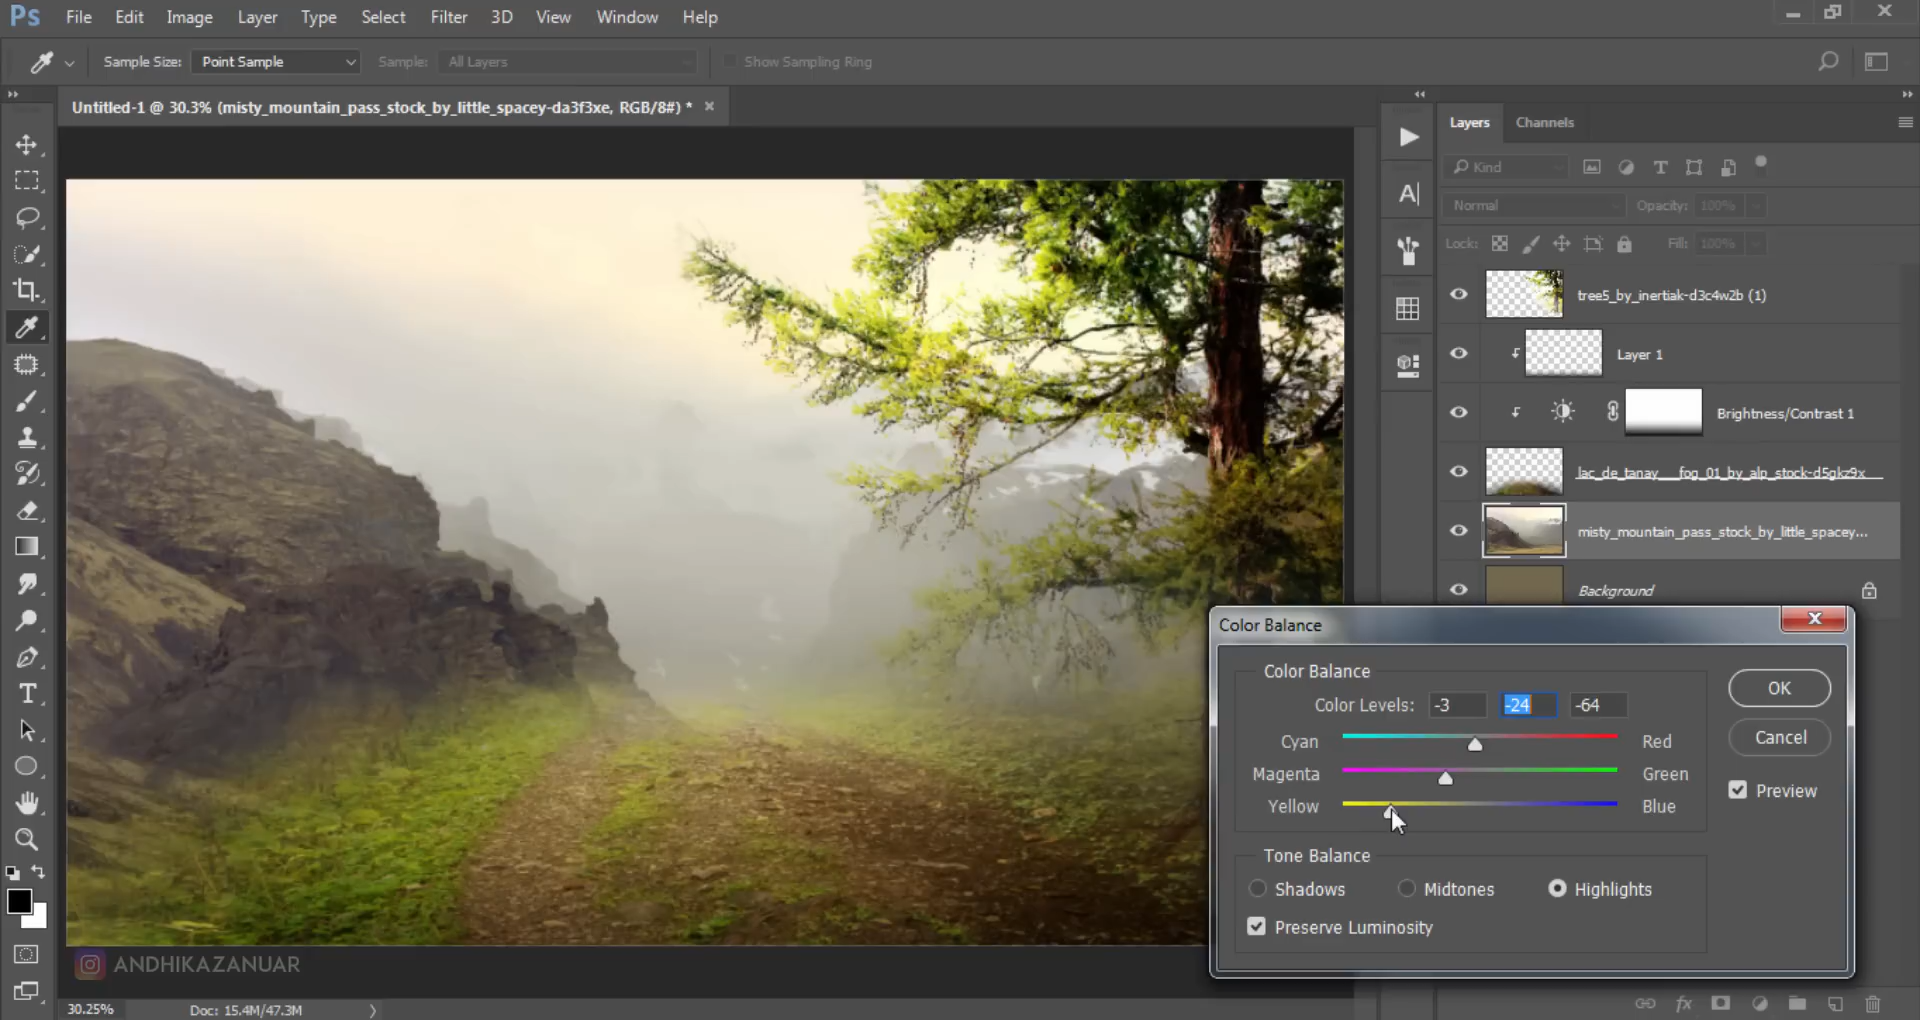 Ps File Edit Image Layer Type Select Filter 3D View Window Help
Sample Size: Point Sample Sample: All Layers Show Sampling Ring
Untitled-1 @ 30.3% (misty_mountain_pass_stock_by_little_spacey-da3f3xe, RGB/8#) * ×
Layers Channels
Kind
Normal Opacity: 100%
Lock: Fill: 100%
tree5_by_inertiak-d3c4w2b (1)
Layer 1
Brightness/Contrast 1
lac_de_tanay___fog_01_by_alp_stock-d5gkz9x
misty_mountain_pass_stock_by_little_spacey...
Background
Color Balance
Color Balance
Color Levels: -3 -24 -64
Cyan Red
Magenta Green
Yellow Blue
OK
Cancel
Preview
Tone Balance
Shadows Midtones Highlights
Preserve Luminosity
ANDHIKAZANUAR
30.25% Doc: 15.4M/47.3M
fx